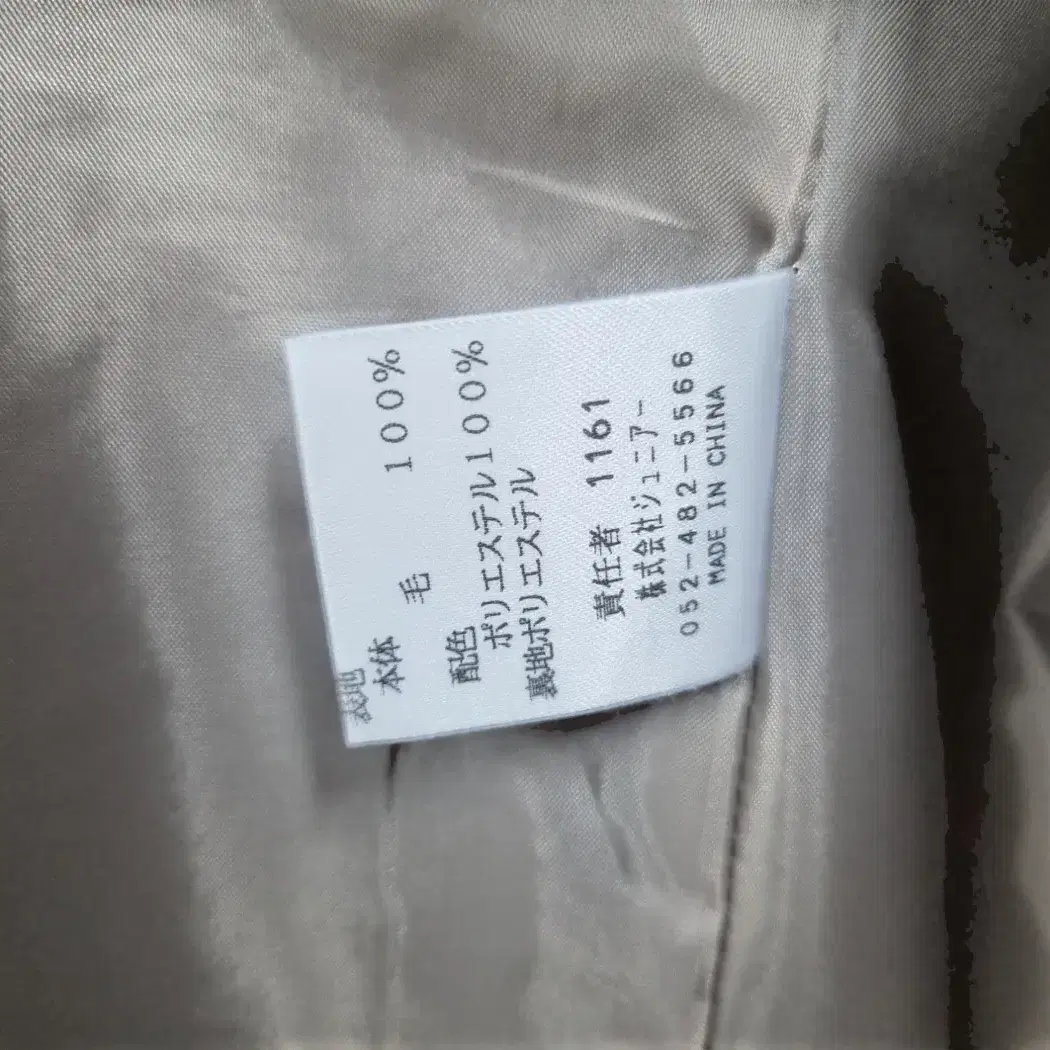 表地
本体 毛 100%
配色
ポリエステル100%
裏地ポリエステル
責任者 1161
株式会社ジュニアー
052-482-5566
MADE IN CHINA